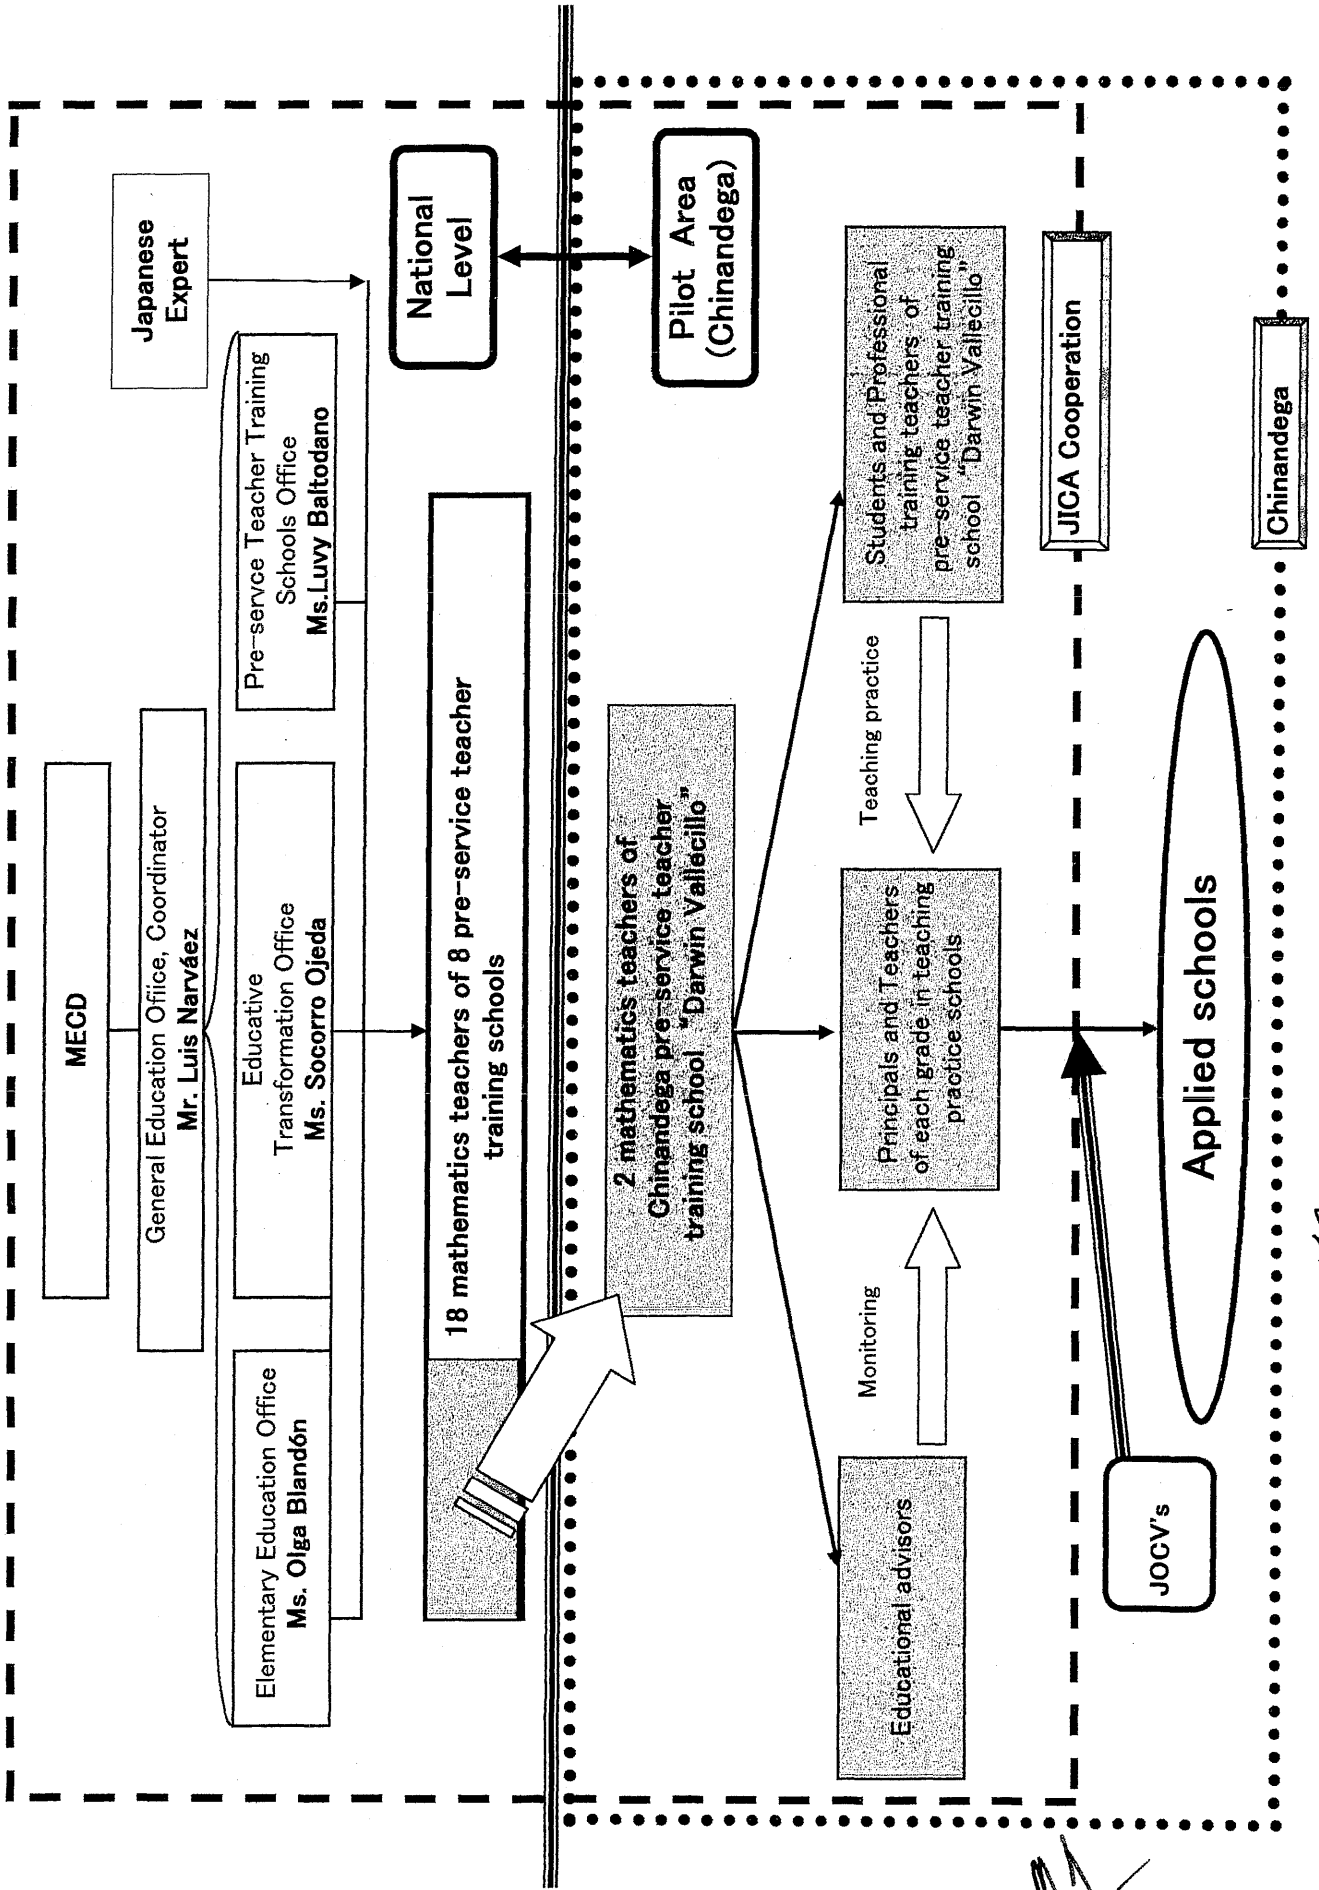 MECD
General Education Ofiice, Coordinator
Mr. Luis Narváez
Elementary Education Office
Ms. Olga Blandón
Educative
Transformation Office
Ms. Socorro Ojeda
Pre-servce Teacher Training
Schools Office
Ms.Luvy Baltodano
Japanese
Expert
18 mathematics teachers of 8 pre-service teacher
training schools
National
Level
Pilot Area
(Chinandega)
2 mathematics teachers of
Chinandega pre-service teacher
training school "Darwin Vallecillo"
Educational advisors
Monitoring
Principals and Teachers
of each grade in teaching
practice schools
Teaching practice
Students and Professional
training teachers of
pre-service teacher training
school "Darwin Vallecillo"
JICA Cooperation
JOCV's
Applied schools
Chinandega